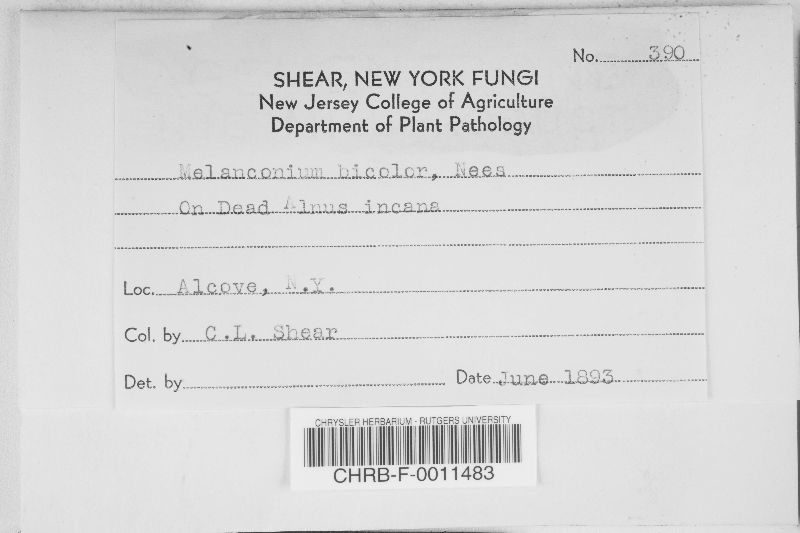 No. 390
SHEAR, NEW YORK FUNGI
New Jersey College of Agriculture
Department of Plant Pathology
Melanconium bicolor, Nees
On Dead Alnus incana
Loc. Alcove, N.Y.
Col. by C.L. Shear
Det. by
Date June 1893
CHRYSLER HERBARIUM - RUTGERS UNIVERSITY
CHRB-F-0011483